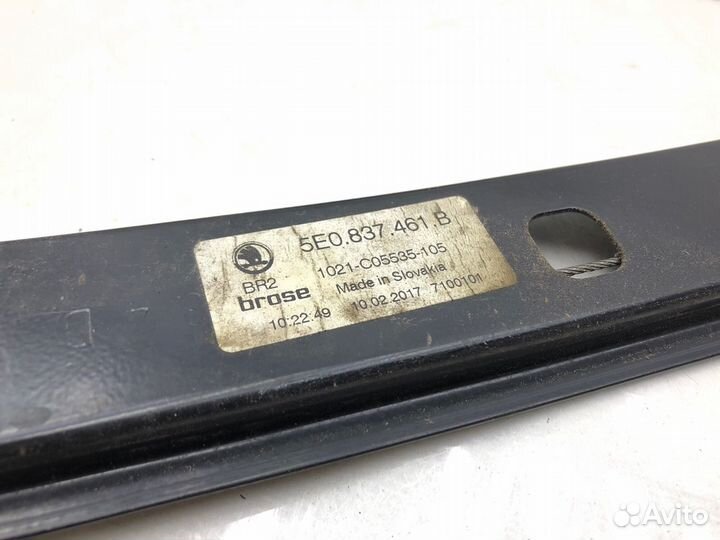 5E0.837.461.B
BR2
1021-C05535-105
brose
Made in Slovakia
10:22:49
10.02.2017 7100101
Avito